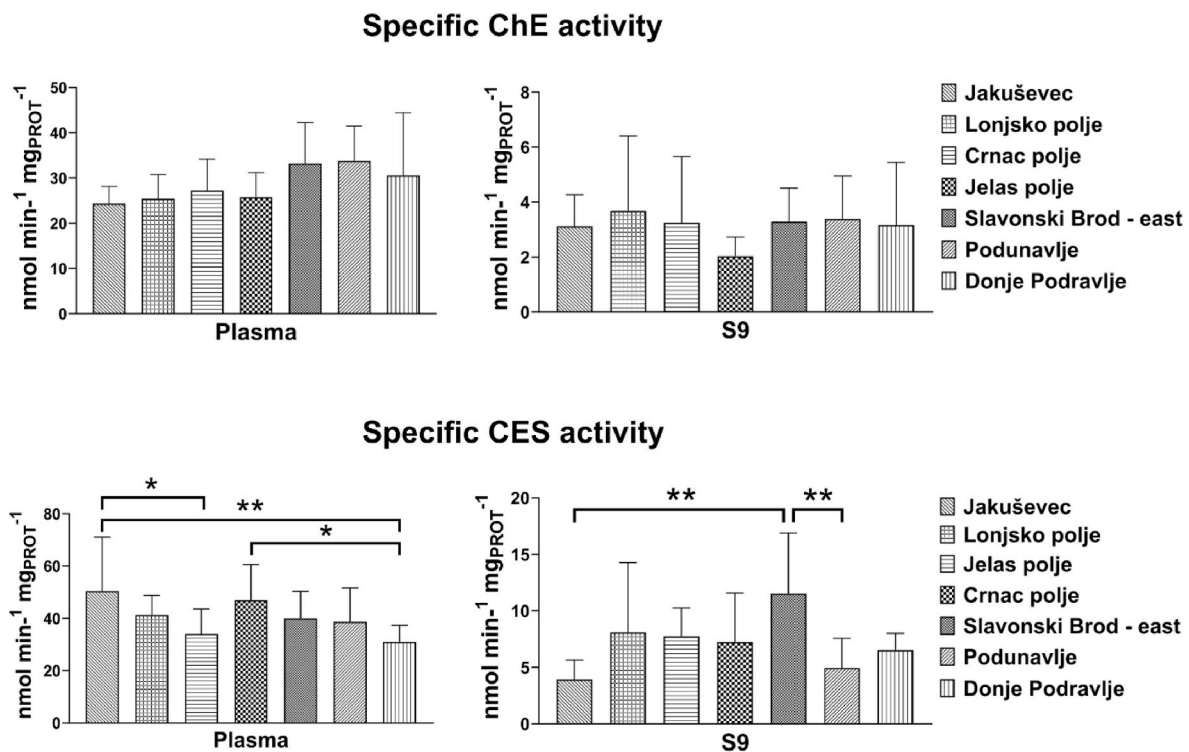 Specific ChE activity
nmol min-¹ mgPROT⁻¹
50
40
30
20
10
0
Plasma
nmol min-¹ mgPROT⁻¹
8
6
4
2
0
S9
Jakuševec
Lonjsko polje
Crnac polje
Jelas polje
Slavonski Brod - east
Podunavlje
Donje Podravlje
Specific CES activity
nmol min-¹ mgPROT⁻¹
80
60
40
20
0
*
**
*
Plasma
nmol min-¹ mgPROT⁻¹
20
15
10
5
0
**
**
S9
Jakuševec
Lonjsko polje
Jelas polje
Crnac polje
Slavonski Brod - east
Podunavlje
Donje Podravlje